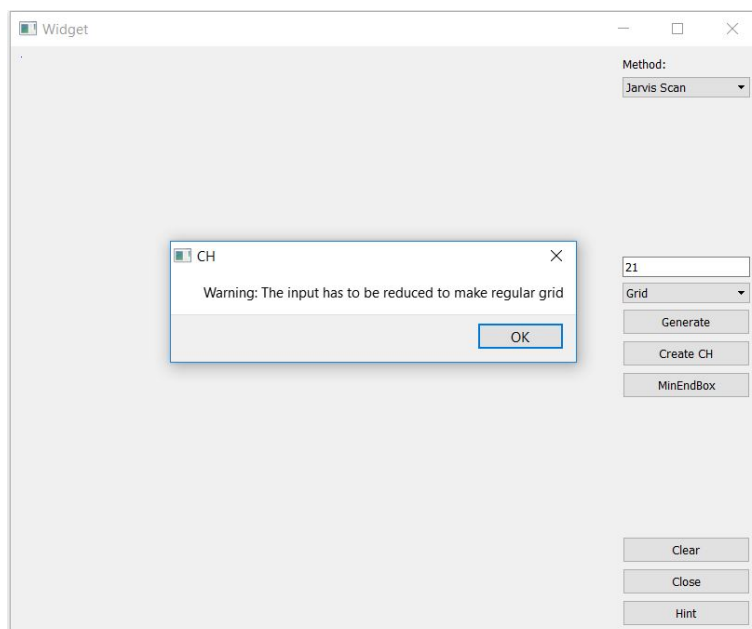 Widget
Method:
Jarvis Scan
CH
Warning: The input has to be reduced to make regular grid
OK
21
Grid
Generate
Create CH
MinEndBox
Clear
Close
Hint